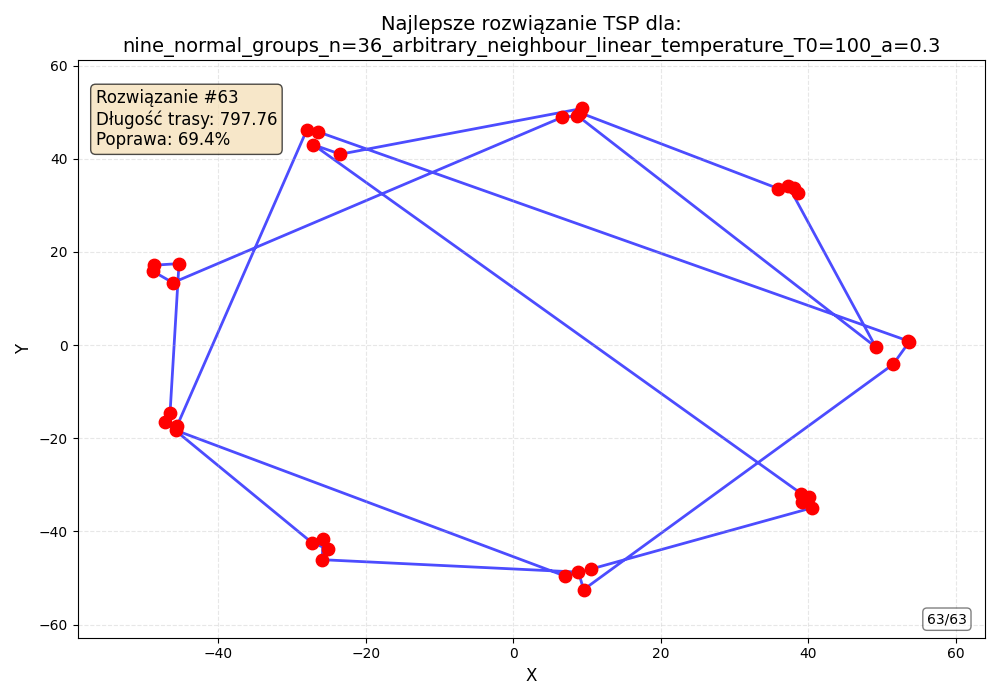 Najlepsze rozwiązanie TSP dla:
nine_normal_groups_n=36_arbitrary_neighbour_linear_temperature_T0=100_a=0.3
Rozwiązanie #63
Długość trasy: 797.76
Poprawa: 69.4%
60
40
20
0
−20
−40
−60
Y
63/63
−40
−20
0
20
40
60
X